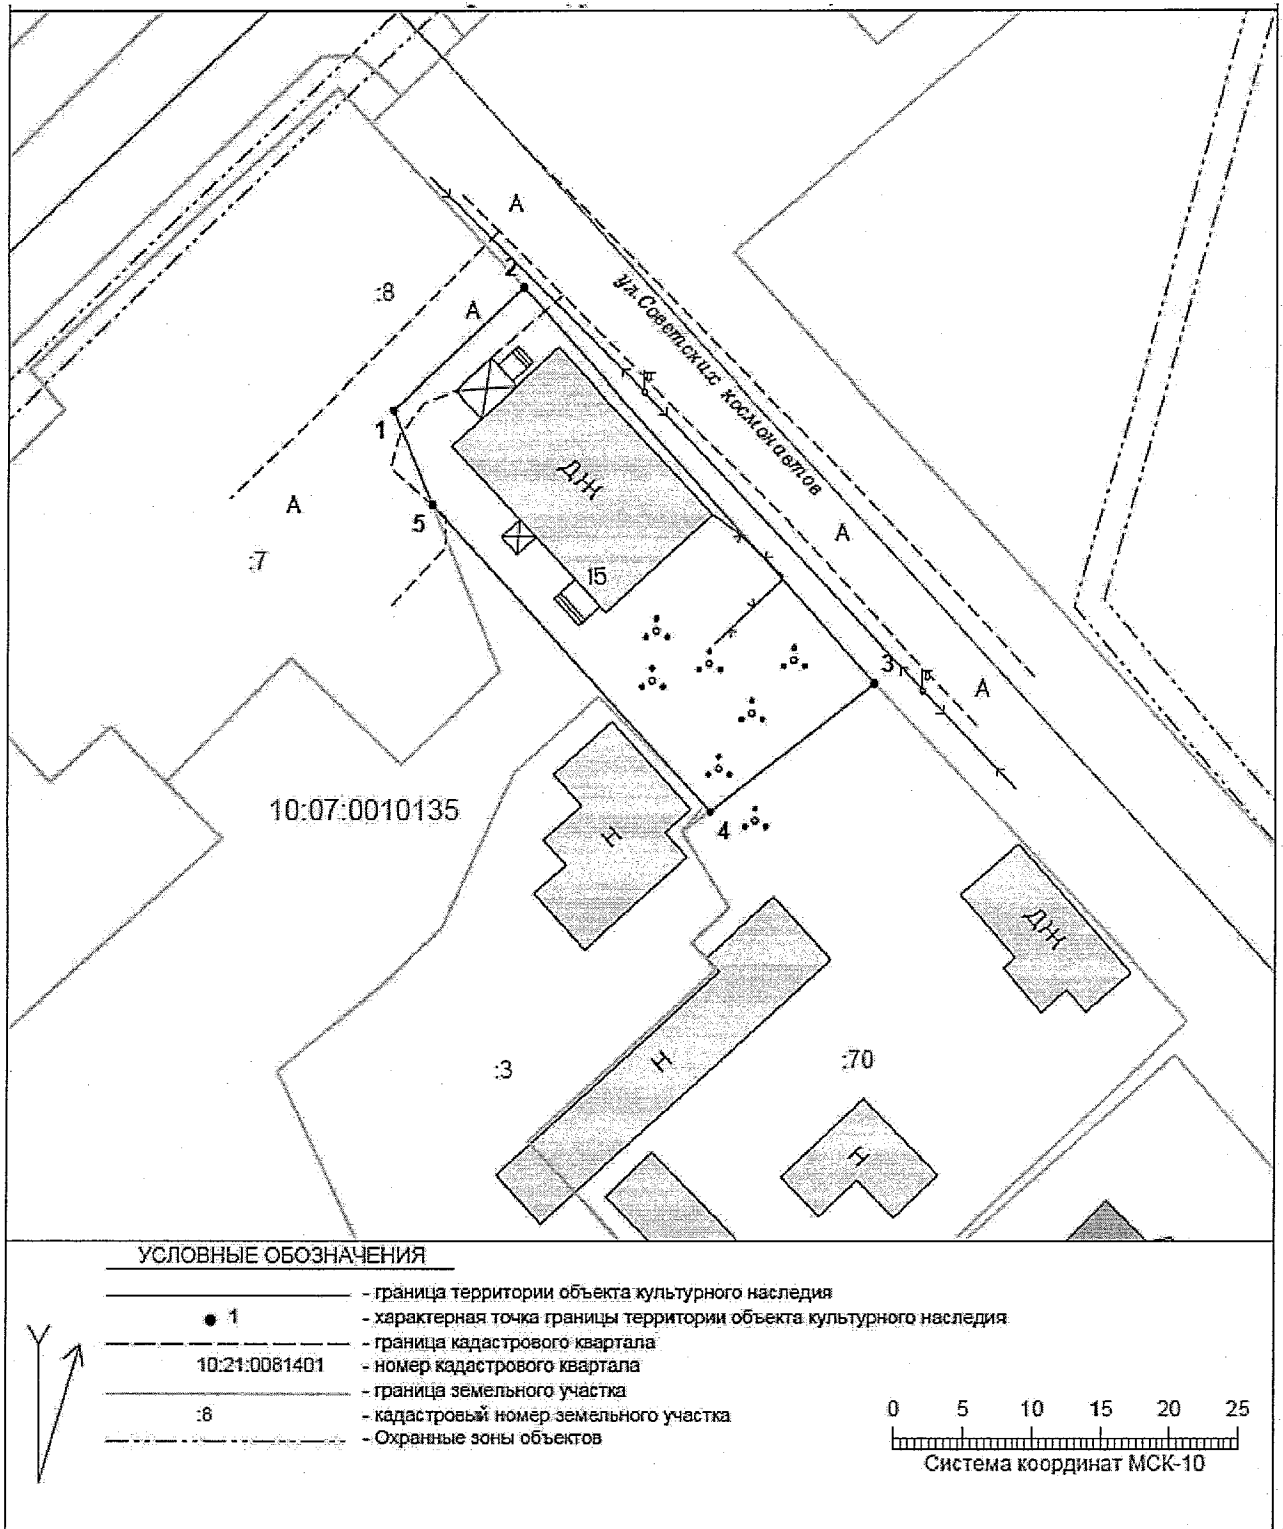 А
2
:8
А
ул. Советских космонавтов
1
ДЖ
А
5
А
:7
15
3
А
10:07:0010135
Н
4
ДЖ
:3
Н
:70
Н
УСЛОВНЫЕ ОБОЗНАЧЕНИЯ
- граница территории объекта культурного наследия
1 - характерная точка границы территории объекта культурного наследия
- граница кадастрового квартала
10:21:0081401 - номер кадастрового квартала
- граница земельного участка
:8 - кадастровый номер земельного участка
- Охранные зоны объектов
0 5 10 15 20 25
Система координат МСК-10